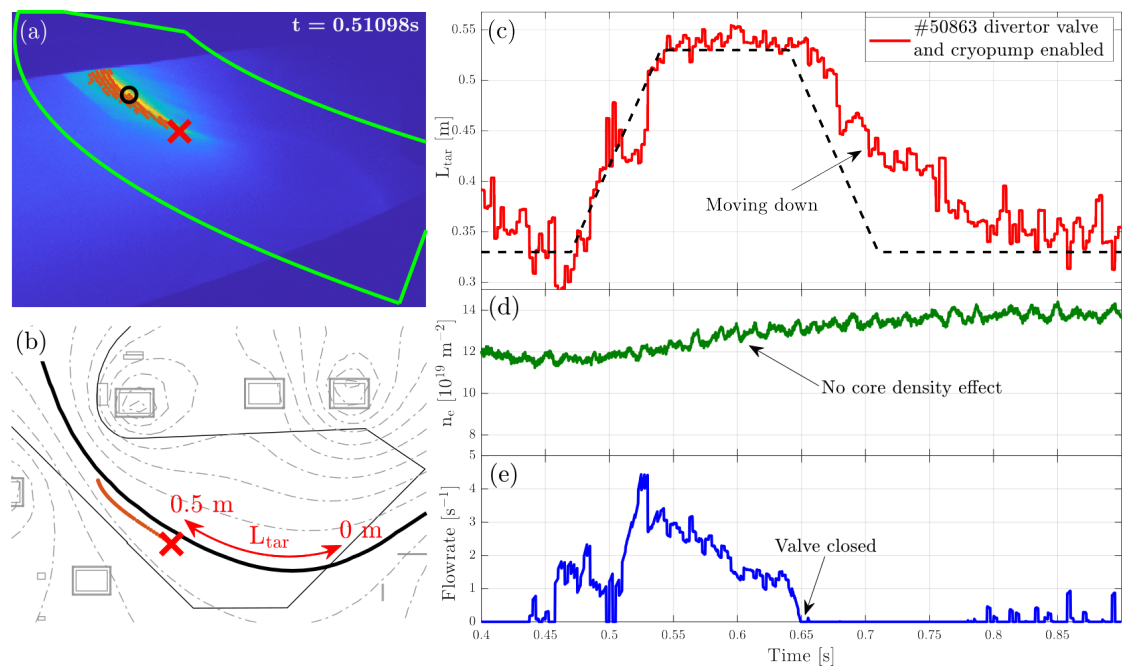 (a)
t = 0.51098s
(b)
0.5 m
L_tar
0 m
(c)
#50863 divertor valve
and cryopump enabled
L_tar [m]
0.55
0.5
0.45
0.4
0.35
0.3
Moving down
(d)
n_e [10^19 m^-2]
14
12
10
8
5
No core density effect
(e)
Flowrate [s^-1]
4
3
2
1
0
Valve closed
0.4 0.45 0.5 0.55 0.6 0.65 0.7 0.75 0.8 0.85
Time [s]